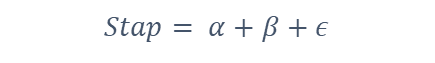 Stap = α + β + ϵ